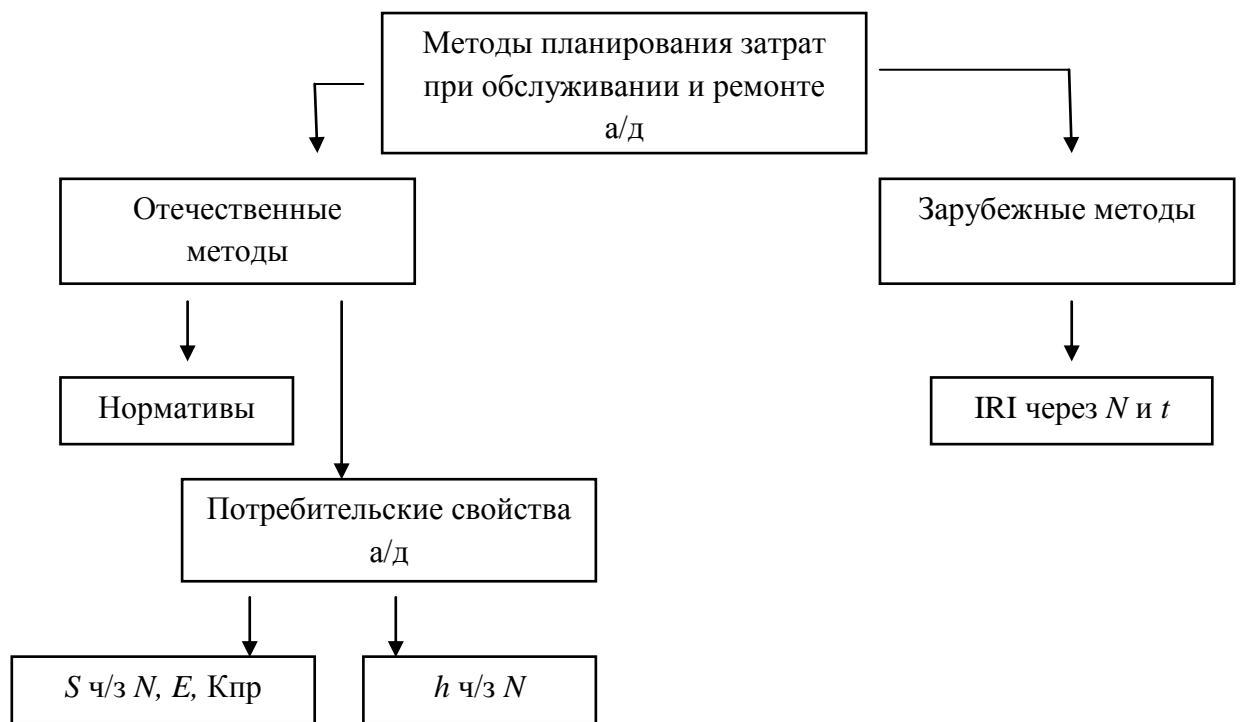 Методы планирования затрат
при обслуживании и ремонте
а/д
Отечественные
методы
Зарубежные методы
Нормативы
IRI через N и t
Потребительские свойства
а/д
S ч/з N, E, Кпр
h ч/з N